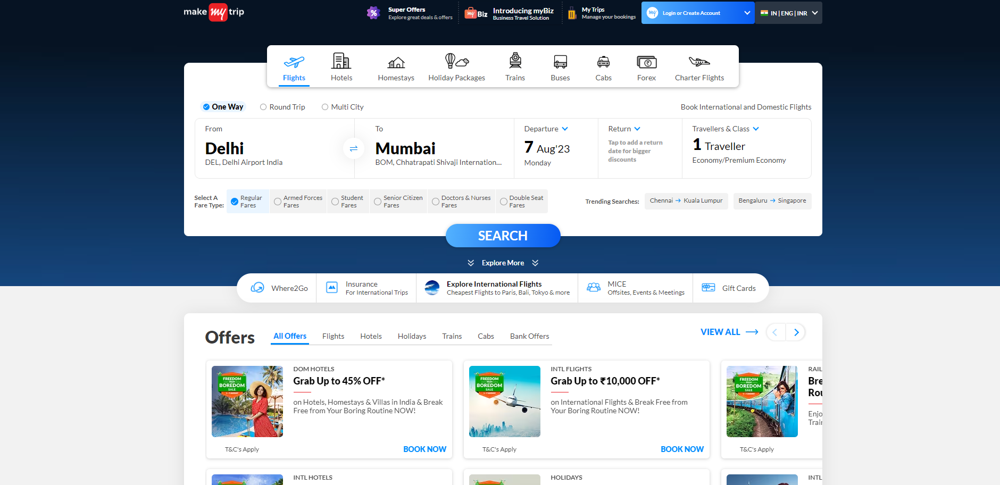 make my trip
%
Super Offers
Explore great deals & offers
my Biz
Introducing myBiz
Business Travel Solution
My Trips
Manage your bookings
my
Login or Create Account
IN | ENG | INR
Flights
Hotels
Homestays
Holiday Packages
Trains
Buses
Cabs
₹
Forex
Charter Flights
One Way
Round Trip
Multi City
Book International and Domestic Flights
From
Delhi
DEL, Delhi Airport India
To
Mumbai
BOM, Chhatrapati Shivaji Internation...
Departure
7 Aug'23
Monday
Return
Tap to add a return
date for bigger
discounts
Travellers & Class
1 Traveller
Economy/Premium Economy
Select A
Fare Type:
Regular
Fares
Armed Forces
Fares
Student
Fares
Senior Citizen
Fares
Doctors & Nurses
Fares
Double Seat
Fares
Trending Searches:
Chennai → Kuala Lumpur
Bengaluru → Singapore
SEARCH
Explore More
Where2Go
Insurance
For International Trips
Explore International Flights
Cheapest Flights to Paris, Bali, Tokyo & more
MICE
Offsites, Events & Meetings
Gift Cards
Offers
All Offers
Flights
Hotels
Holidays
Trains
Cabs
Bank Offers
VIEW ALL
FREEDOM
FROM
BOREDOM
SALE
DOM HOTELS
Grab Up to 45% OFF*
on Hotels, Homestays & Villas in India & Break
Free from Your Boring Routine NOW!
T&C's Apply
BOOK NOW
FREEDOM
FROM
BOREDOM
SALE
INTL FLIGHTS
Grab Up to ₹10,000 OFF*
on International Flights & Break Free from
Your Boring Routine NOW!
T&C's Apply
BOOK NOW
FREEDOM
FROM
BOREDOM
SALE
RAIL
Bre
Rou
Enjo
Train
T&C's Apply
INTL HOTELS
HOLIDAYS
INTL